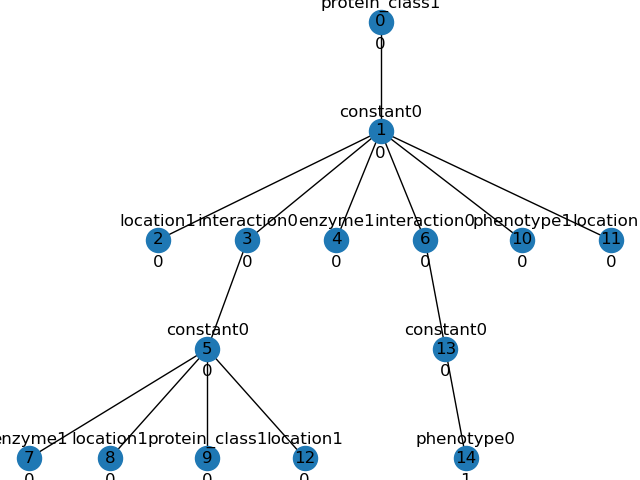 protein_class1
0
0
constant0
1
0
location1 interaction0 enzyme1 interaction0 phenotype1 location
2 3 4 6 10 11
0 0 0 0 0 0
constant0 constant0
5 13
0 0
enzyme1 location1 protein_class1 location1 phenotype0
7 8 9 12 14
0 0 0 0 1